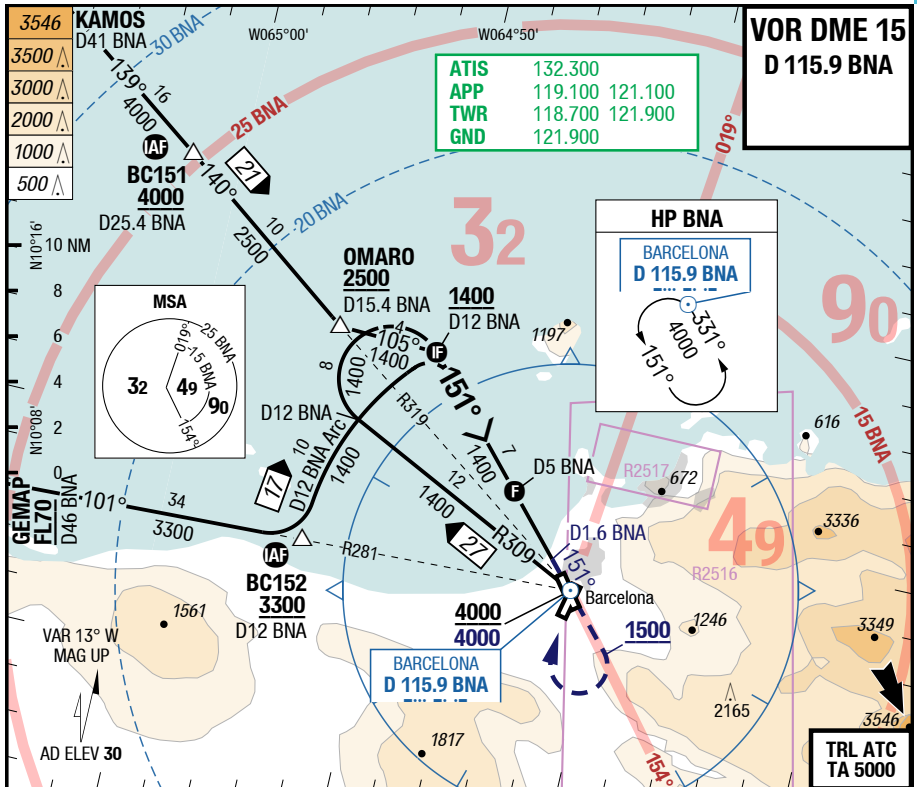 3546
3500
3000
2000
1000
500
KAMOS
D41 BNA
139°
16
4000
IAF
BC151
4000
D25.4 BNA
30 BNA
25 BNA
20 BNA
W065°00'
W064°50'
ATIS 132.300
APP 119.100 121.100
TWR 118.700 121.900
GND 121.900
VOR DME 15
D 115.9 BNA
019°
21
140°
10
2500
N10°16'
10 NM
8
6
4
2
0
N10°08'
OMARO
2500
D15.4 BNA
1400
D12 BNA
IF
4
105°
1400
32
90
HP BNA
BARCELONA
D 115.9 BNA
331°
4000
151°
MSA
019°
25 BNA
15 BNA
32
49
90
154°
1197
8
1400
R319
151°
7
1400
D12 BNA
D12 BNA Arc
10
1400
17
12
1400
27
R309
F
D5 BNA
D1.6 BNA
151°
15 BNA
616
R2517
672
49
3336
R2516
GEMAP
FL70
D46 BNA
101°
34
3300
R281
IAF
BC152
3300
D12 BNA
Barcelona
4000
4000
1500
1246
3349
1561
VAR 13° W
MAG UP
BARCELONA
D 115.9 BNA
2165
3546
1817
AD ELEV 30
154°
TRL ATC
TA 5000